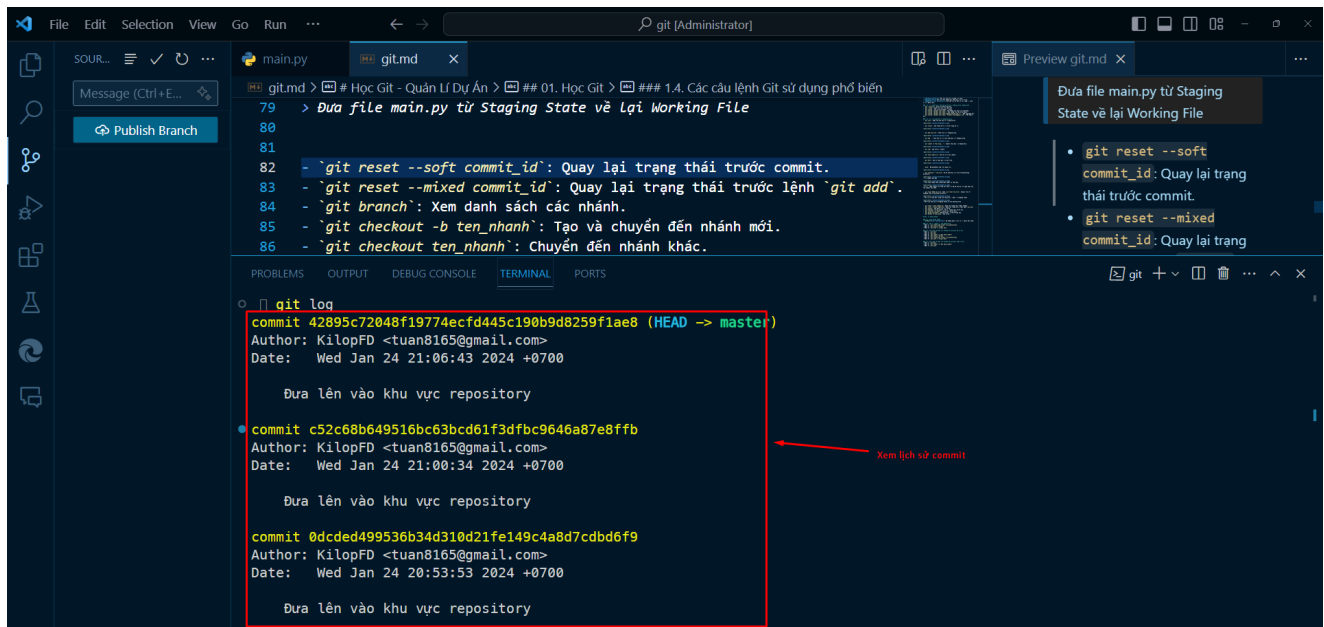 File Edit Selection View Go Run ··· git [Administrator]
SOUR... main.py git.md Preview git.md
Message (Ctrl+E...
Publish Branch
git.md > # Học Git - Quản Lí Dự Án > ## 01. Học Git > ### 1.4. Các câu lệnh Git sử dụng phổ biến
79 > Đưa file main.py từ Staging State về lại Working File
80
81
82 - `git reset --soft commit_id`: Quay lại trạng thái trước commit.
83 - `git reset --mixed commit_id`: Quay lại trạng thái trước lệnh `git add`.
84 - `git branch`: Xem danh sách các nhánh.
85 - `git checkout -b ten_nhanh`: Tạo và chuyển đến nhánh mới.
86 - `git checkout ten_nhanh`: Chuyển đến nhánh khác.
Đưa file main.py từ Staging
State về lại Working File
• git reset --soft
commit_id: Quay lại trạng
thái trước commit.
• git reset --mixed
commit_id: Quay lại trạng
PROBLEMS OUTPUT DEBUG CONSOLE TERMINAL PORTS git
git log
commit 42895c72048f19774ecfd445c190b9d8259f1ae8 (HEAD -> master)
Author: KilopFD <tuan8165@gmail.com>
Date: Wed Jan 24 21:06:43 2024 +0700
Đưa lên vào khu vực repository
commit c52c68b649516bc63bcd61f3dfbc9646a87e8ffb
Author: KilopFD <tuan8165@gmail.com>
Date: Wed Jan 24 21:00:34 2024 +0700
Đưa lên vào khu vực repository
commit 0dcded499536b34d310d21fe149c4a8d7cdbd6f9
Author: KilopFD <tuan8165@gmail.com>
Date: Wed Jan 24 20:53:53 2024 +0700
Đưa lên vào khu vực repository
Xem lịch sử commit